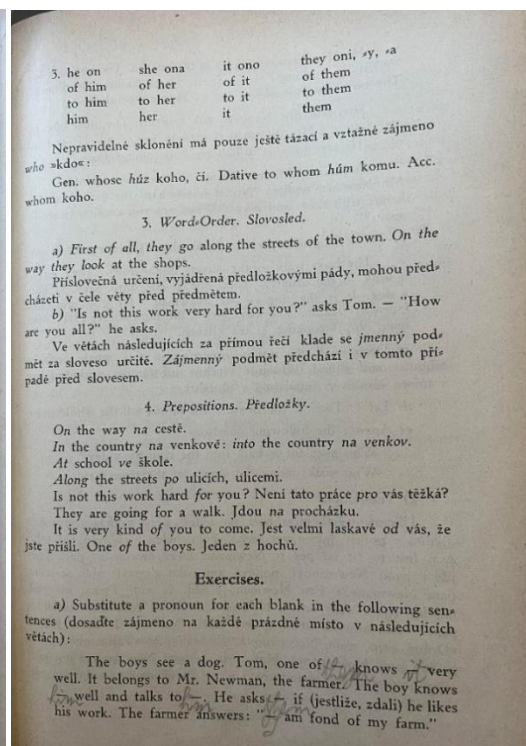 3. he on she ona it ono they oni, -y, -a
of him of her of it of them
to him to her to it to them
him her it them
Nepravidelné sklonění má pouze ještě tázací a vztažné zájmeno
who »kdo«:
Gen. whose húz koho, čí. Dative to whom húm komu. Acc.
whom koho.
3. Word-Order. Slovosled.
a) First of all, they go along the streets of the town. On the
way they look at the shops.
Příslovečná určení, vyjádřená předložkovými pády, mohou před-
cházeti v čele věty před předmětem.
b) "Is not this work very hard for you?" asks Tom. — "How
are you all?" he asks.
Ve větách následujících za přímou řečí klade se jmenný pod-
mět za sloveso určité. Zájmenný podmět předchází i v tomto pří-
padě před slovesem.
4. Prepositions. Předložky.
On the way na cestě.
In the country na venkově: into the country na venkov.
At school ve škole.
Along the streets po ulicích, ulicemi.
Is not this work hard for you? Není tato práce pro vás těžká?
They are going for a walk. Jdou na procházku.
It is very kind of you to come. Jest velmi laskavé od vás, že
jste přišli. One of the boys. Jeden z hochů.
Exercises.
a) Substitute a pronoun for each blank in the following sen-
tences (dosaďte zájmeno na každé prázdné místo v následujících
větách):
The boys see a dog. Tom, one of — them knows — it very
well. It belongs to Mr. Newman, the farmer. The boy knows
him well and talks to — him. He asks — him if (jestliže, zdali) he likes
his work. The farmer answers: "— I am fond of my farm."